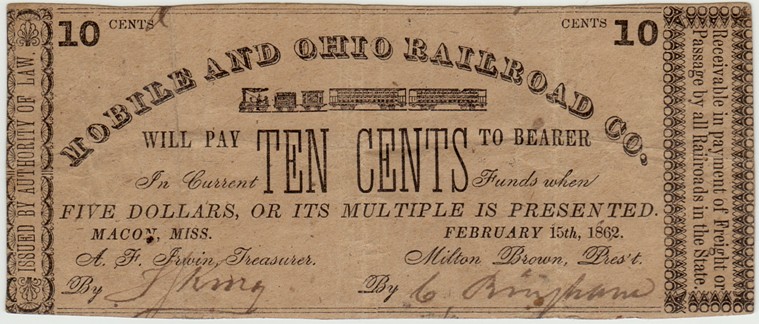 10 CENTS
CENTS 10
MOBILE AND OHIO RAILROAD CO.
WILL PAY TEN CENTS TO BEARER
In Current Funds when
FIVE DOLLARS, OR ITS MULTIPLE IS PRESENTED.
MACON, MISS. FEBRUARY 15th, 1862.
A. F. Irwin, Treasurer. Milton Brown, Pres't.
By By C. Bingham
ISSUED BY AUTHORITY OF LAW.
Receivable in payment of Freight or
Passage by all Railroads in the State.